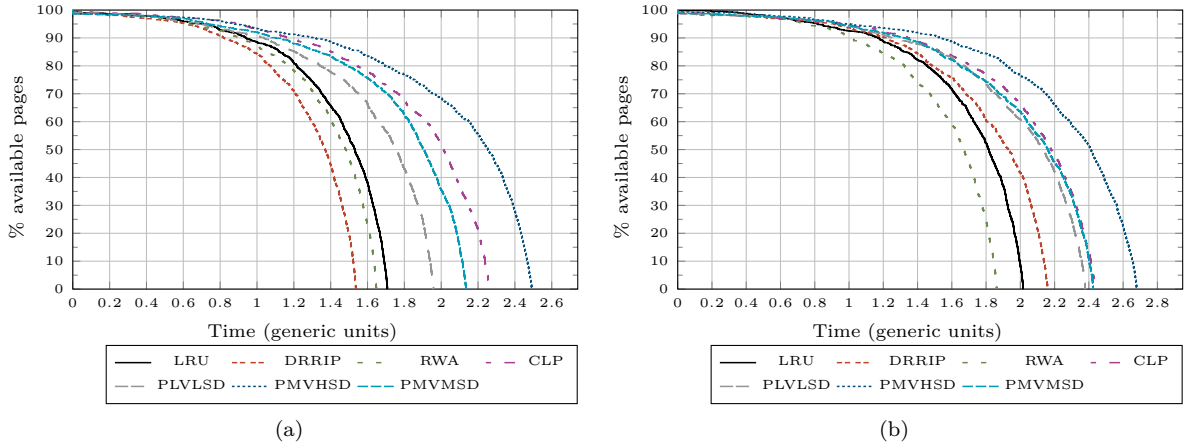 100
90
80
70
60
50
40
30
20
10
0
% available pages
0 0.2 0.4 0.6 0.8 1 1.2 1.4 1.6 1.8 2 2.2 2.4 2.6
Time (generic units)
LRU DRRIP RWA CLP
PLVLSD PMVHSD PMVMSD
(a)
100
90
80
70
60
50
40
30
20
10
0
% available pages
0 0.2 0.4 0.6 0.8 1 1.2 1.4 1.6 1.8 2 2.2 2.4 2.6 2.8
Time (generic units)
LRU DRRIP RWA CLP
PLVLSD PMVHSD PMVMSD
(b)